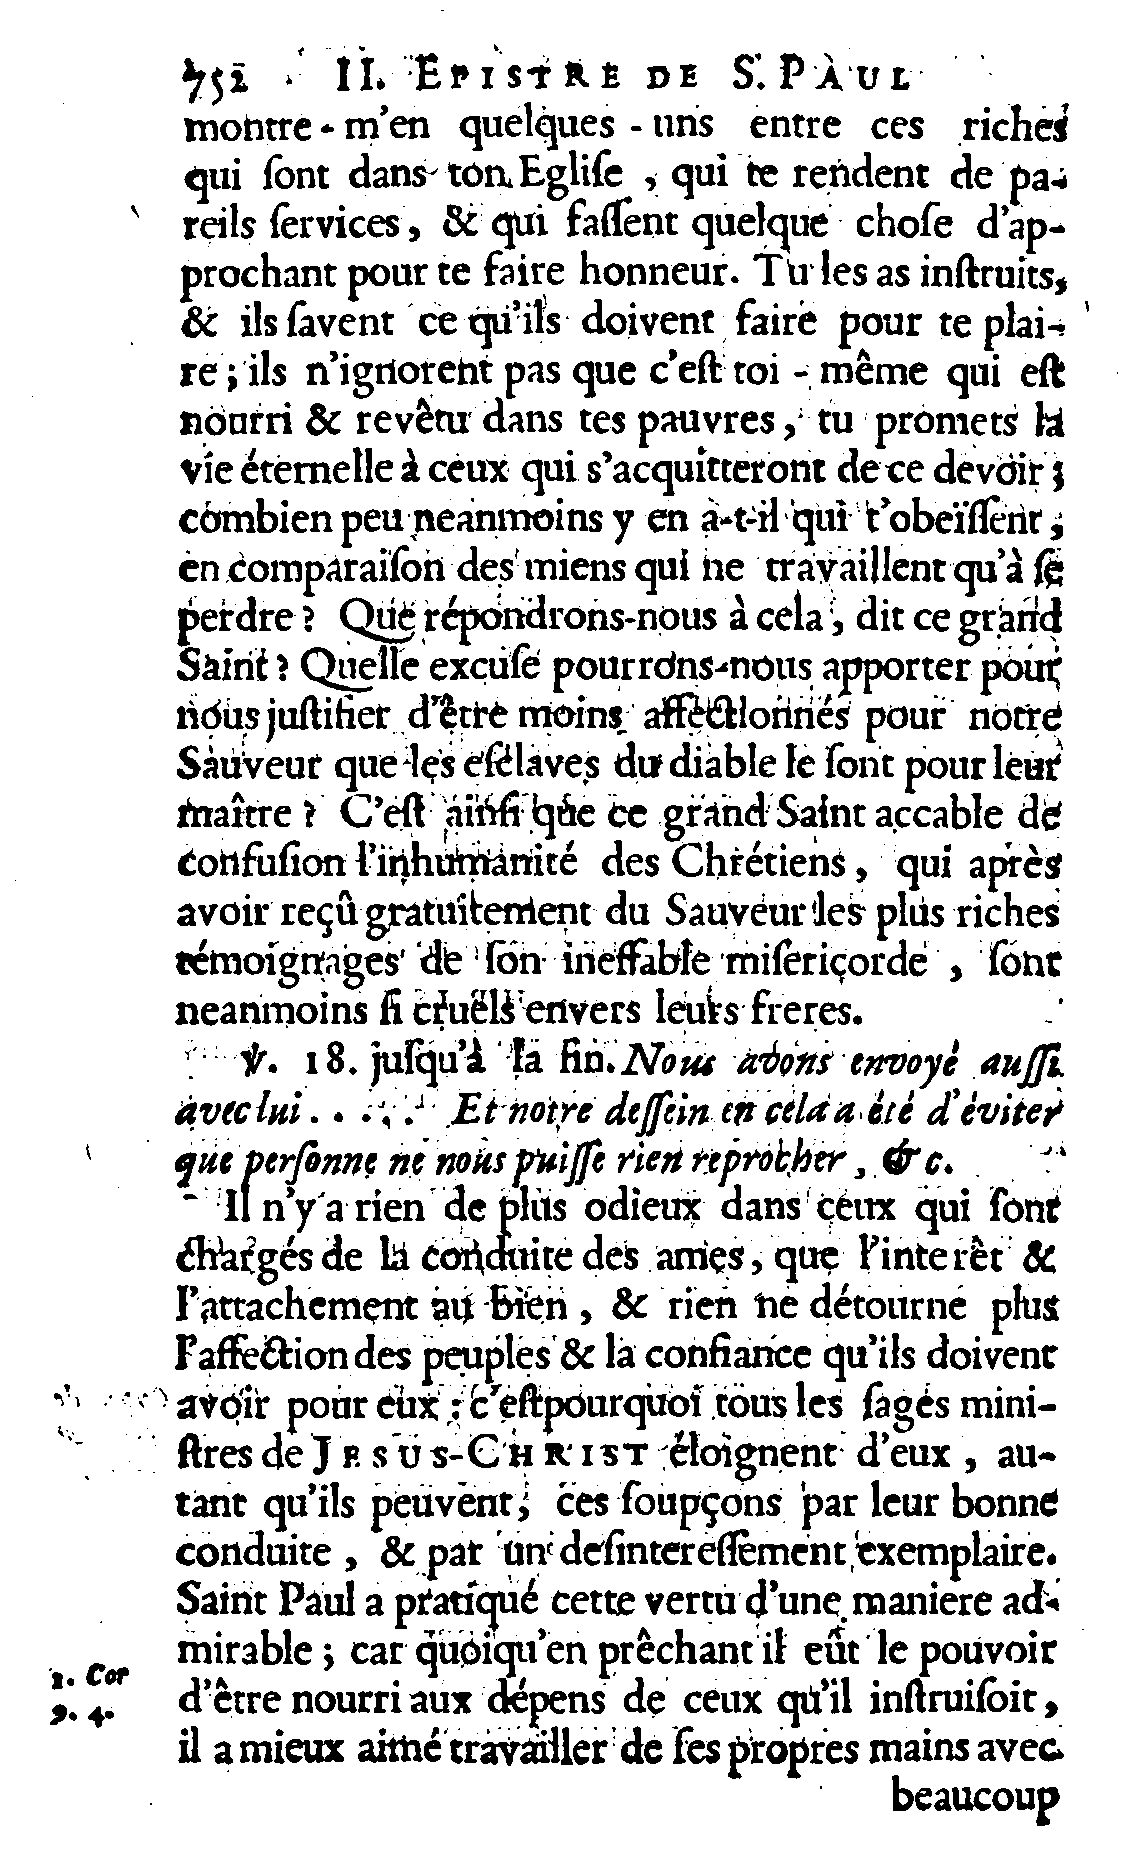 752 II. EPISTRE DE S. PAUL
montre-m'en quelques-uns entre ces riches
qui ſont dans ton Egliſe, qui te rendent de pa-
reils ſervices, & qui faſſent quelque choſe d'ap-
prochant pour te faire honneur. Tu les as inſtruits,
& ils ſavent ce qu'ils doivent faire pour te plai-
re; ils n'ignorent pas que c'eſt toi-même qui eſt
nourri & revêtu dans tes pauvres, tu promets la
vie éternelle à ceux qui s'acquitteront de ce devoir;
combien peu neanmoins y en a-t-il qui t'obeïſſent,
en comparaiſon des miens qui ne travaillent qu'à ſe
perdre? Que répondrons-nous à cela, dit ce grand
Saint? Quelle excuſe pourrons-nous apporter pour
nous juſtifier d'être moins affectionnés pour notre
Sauveur que les eſclaves du diable le ſont pour leur
maître? C'eſt ainſi que ce grand Saint accable de
confuſion l'inhumanité des Chrétiens, qui après
avoir reçû gratuitement du Sauveur les plus riches
témoignages de ſon ineffable miſericorde, ſont
neanmoins ſi cruëls envers leurs freres.
℣. 18. juſqu'à la fin. Nous avons envoyé auſſi
avec lui..... Et notre deſſein en cela a été d'éviter
que perſonne ne nous puiſſe rien reprocher, &c.
Il n'y a rien de plus odieux dans ceux qui ſont
chargés de la conduite des ames, que l'interêt &
l'attachement au bien, & rien ne détourne plus
l'affection des peuples & la confiance qu'ils doivent
avoir pour eux; c'eſtpourquoi tous les ſages mini-
ſtres de JESUS-CHRIST éloignent d'eux, au-
tant qu'ils peuvent, ces ſoupçons par leur bonne
conduite, & par un deſintereſſement exemplaire.
Saint Paul a pratiqué cette vertu d'une maniere ad-
mirable; car quoiqu'en prêchant il eût le pouvoir
1. Cor
9. 4.
d'être nourri aux dépens de ceux qu'il inſtruiſoit,
il a mieux aimé travailler de ſes propres mains avec
beaucoup